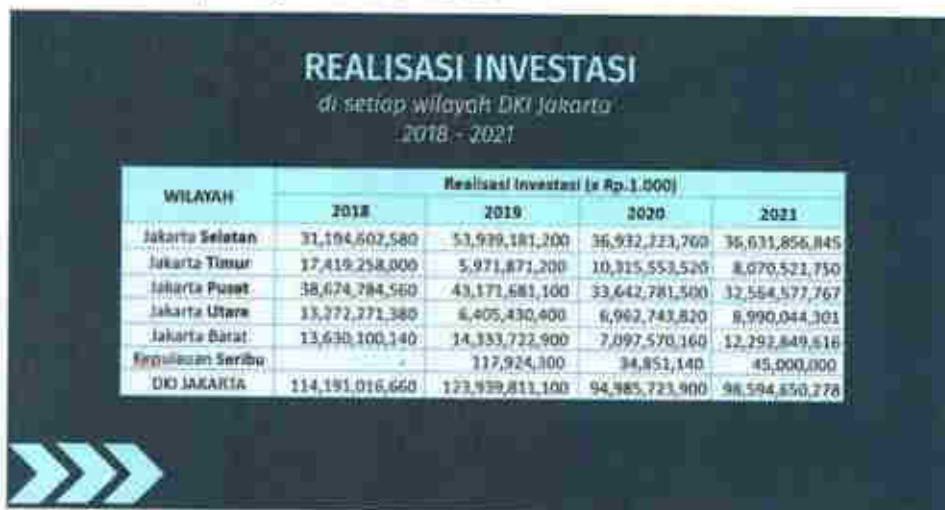 REALISASI INVESTASI
di setiap wilayah DKI Jakarta
2018 - 2021
WILAYAH
Realisasi Investasi (x Rp.1.000)
2018 2019 2020 2021
Jakarta Selatan 31,194,602,580 53,939,181,200 36,932,223,760 36,631,856,845
Jakarta Timur 17,419,258,000 5,971,871,200 10,315,553,520 8,070,521,750
Jakarta Pusat 38,674,784,560 43,171,681,100 33,642,781,500 32,564,577,767
Jakarta Utara 13,272,271,380 6,405,430,400 6,962,743,820 8,990,044,301
Jakarta Barat 13,630,100,140 14,333,722,900 7,097,570,160 12,292,849,616
Kepulauan Seribu - 117,924,300 34,851,140 45,000,000
DKI JAKARTA 114,191,016,660 123,939,811,100 94,985,723,900 98,594,650,278